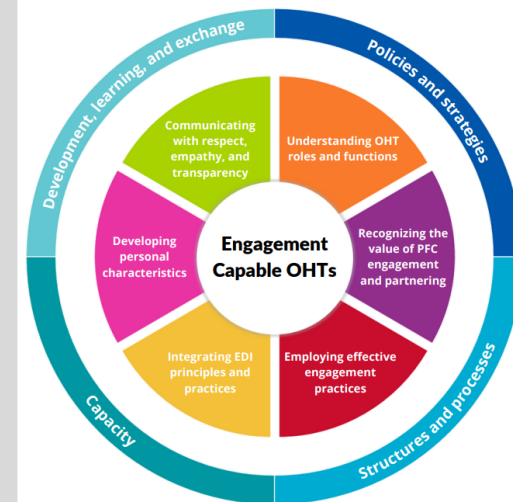 Development, learning, and exchange
Policies and strategies
Communicating
with respect,
empathy, and
transparency
Understanding OHT
roles and functions
Developing
personal
characteristics
Engagement
Capable OHTs
Recognizing the
value of PFC
engagement
and partnering
Integrating EDI
principles and
practices
Employing effective
engagement
practices
Capacity
Structures and processes